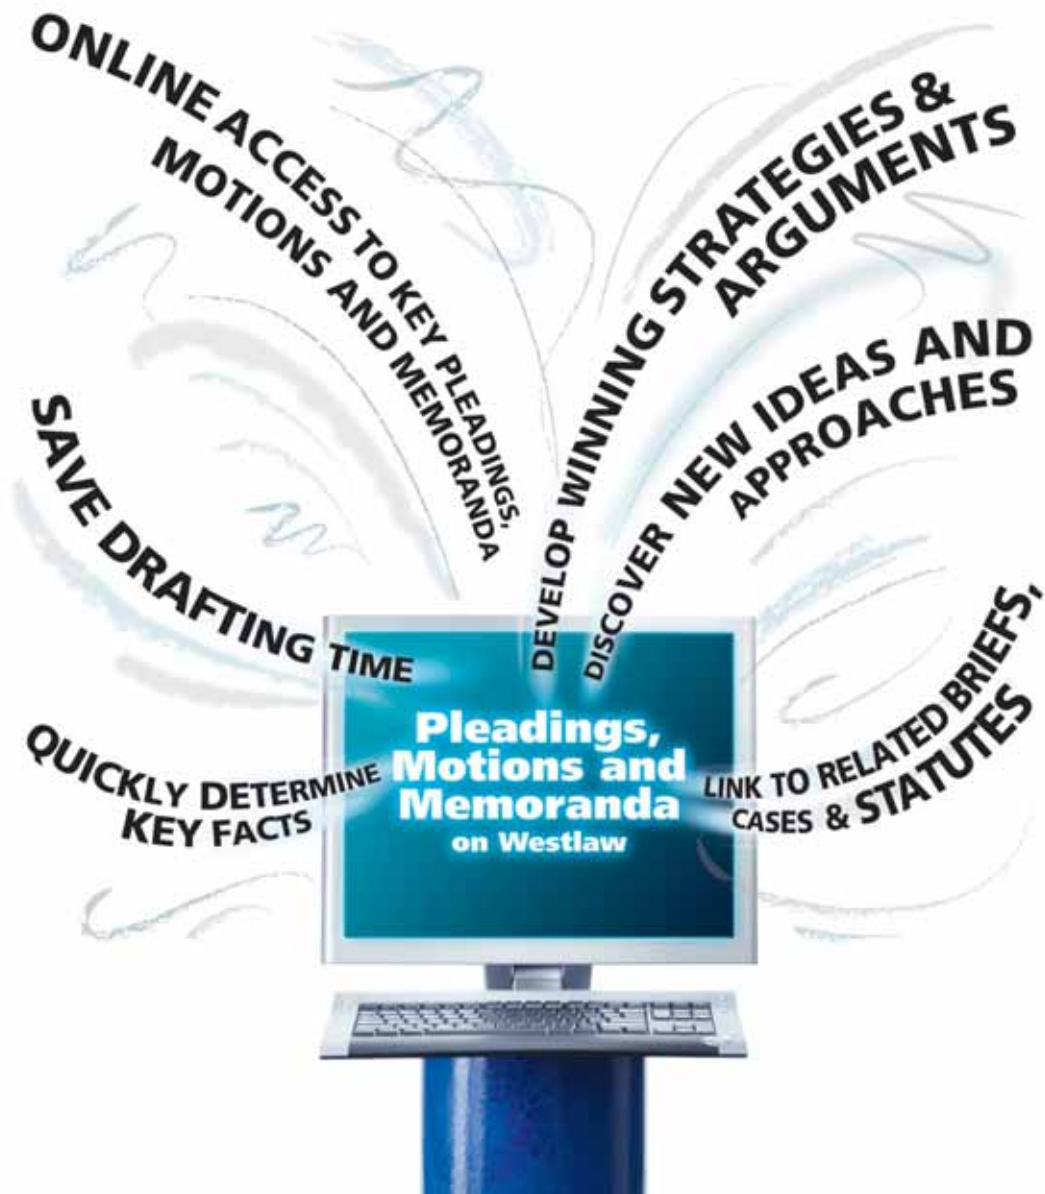 ONLINE ACCESS TO KEY PLEADINGS,
MOTIONS AND MEMORANDA
DEVELOP WINNING STRATEGIES &
ARGUMENTS
DISCOVER NEW IDEAS AND
APPROACHES
SAVE DRAFTING TIME
QUICKLY DETERMINE
KEY FACTS
Pleadings,
Motions and
Memoranda
on Westlaw
LINK TO RELATED BRIEFS,
CASES & STATUTES